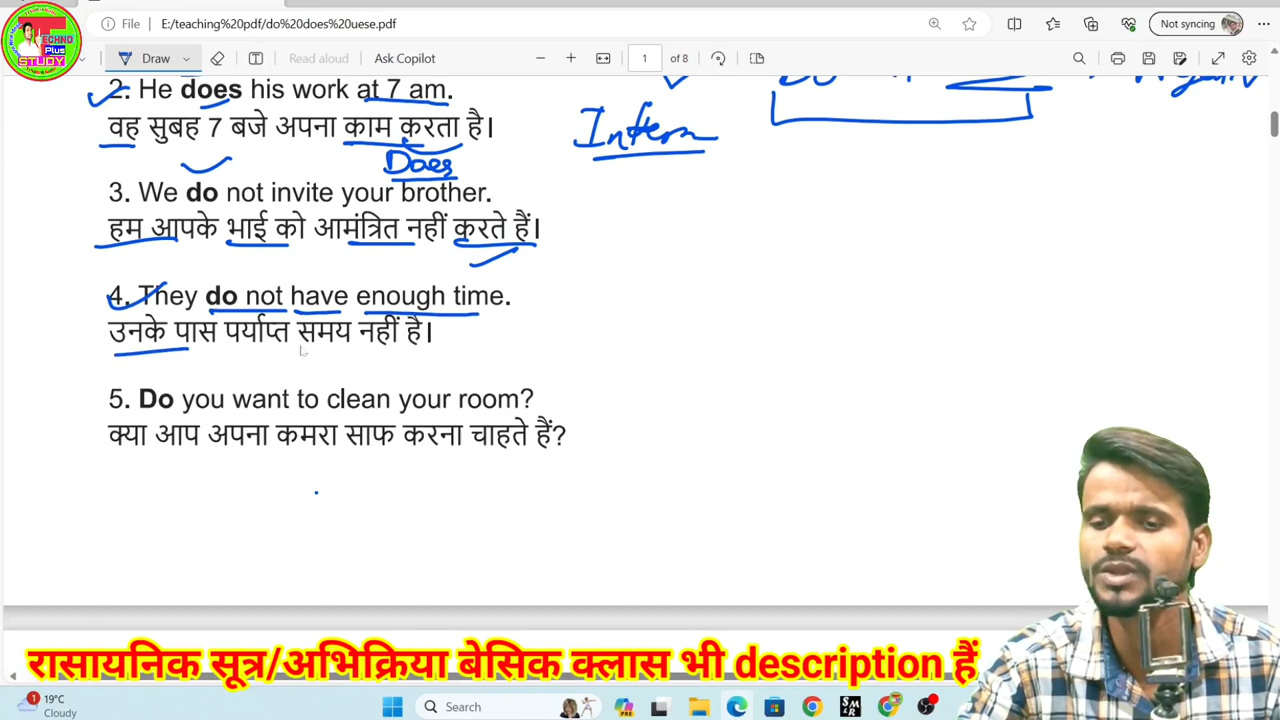 TECHNO
Plus
STUDY
File
E:/teaching%20pdf/do%20does%20uese.pdf
Not syncing
Draw
Read aloud
Ask Copilot
1
of 8
2. He does his work at 7 am.
वह सुबह 7 बजे अपना काम करता है।
Does
3. We do not invite your brother.
हम आपके भाई को आमंत्रित नहीं करते हैं।
4. They do not have enough time.
उनके पास पर्याप्त समय नहीं है।
5. Do you want to clean your room?
क्या आप अपना कमरा साफ करना चाहते हैं?
रासायनिक सूत्र/अभिक्रिया बेसिक क्लास भी description हैं
1
19°C
Cloudy
Search
PRE